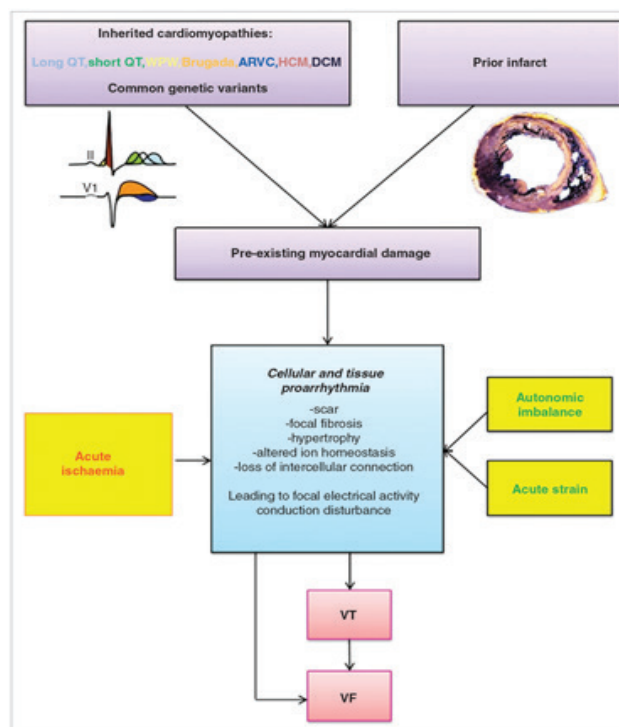 Inherited cardiomyopathies:
Long QT,short QT,WPW,Brugada,ARVC,HCM,DCM
Common genetic variants
Prior infarct
II
V1
Pre-existing myocardial damage
Cellular and tissue
proarrhythmia
-scar
-focal fibrosis
-hypertrophy
-altered ion homeostasis
-loss of intercellular connection
Leading to focal electrical activity
conduction disturbance
Acute
ischaemia
Autonomic
imbalance
Acute strain
VT
VF